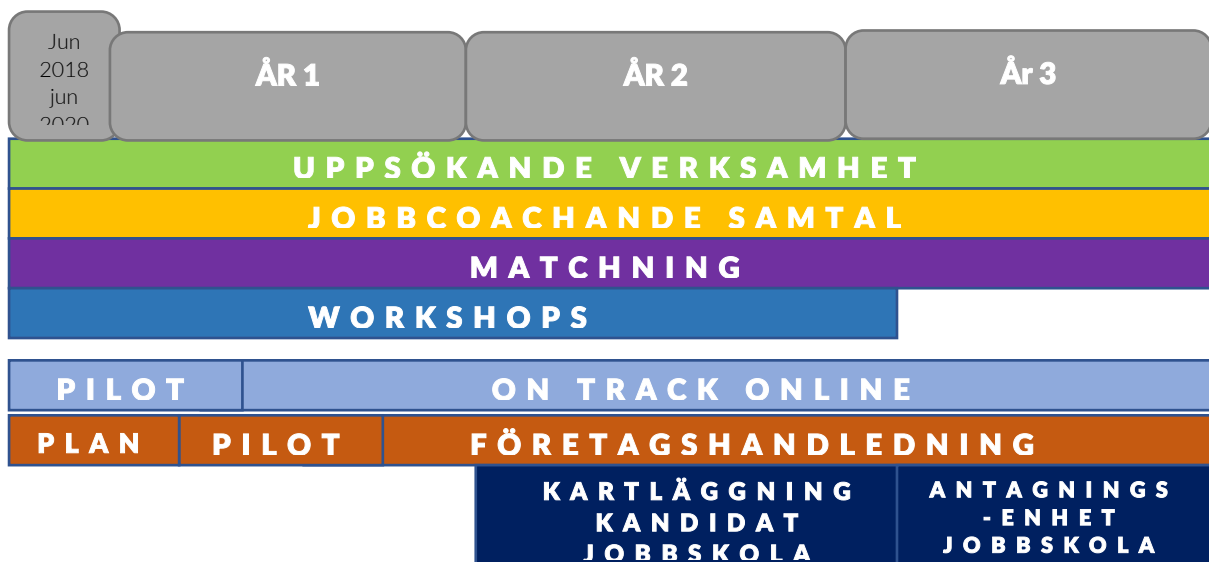 Jun
2018
jun
2020
ÅR 1
ÅR 2
År 3
UPPSÖKANDE VERKSAMHET
JOBBCOACHANDE SAMTAL
MATCHNING
WORKSHOPS
PILOT
ON TRACK ONLINE
PLAN
PILOT
FÖRETAGSHANDLEDNING
KARTLÄGGNING
KANDIDAT
JOBBSKOLA
ANTAGNINGS
-ENHET
JOBBSKOLA